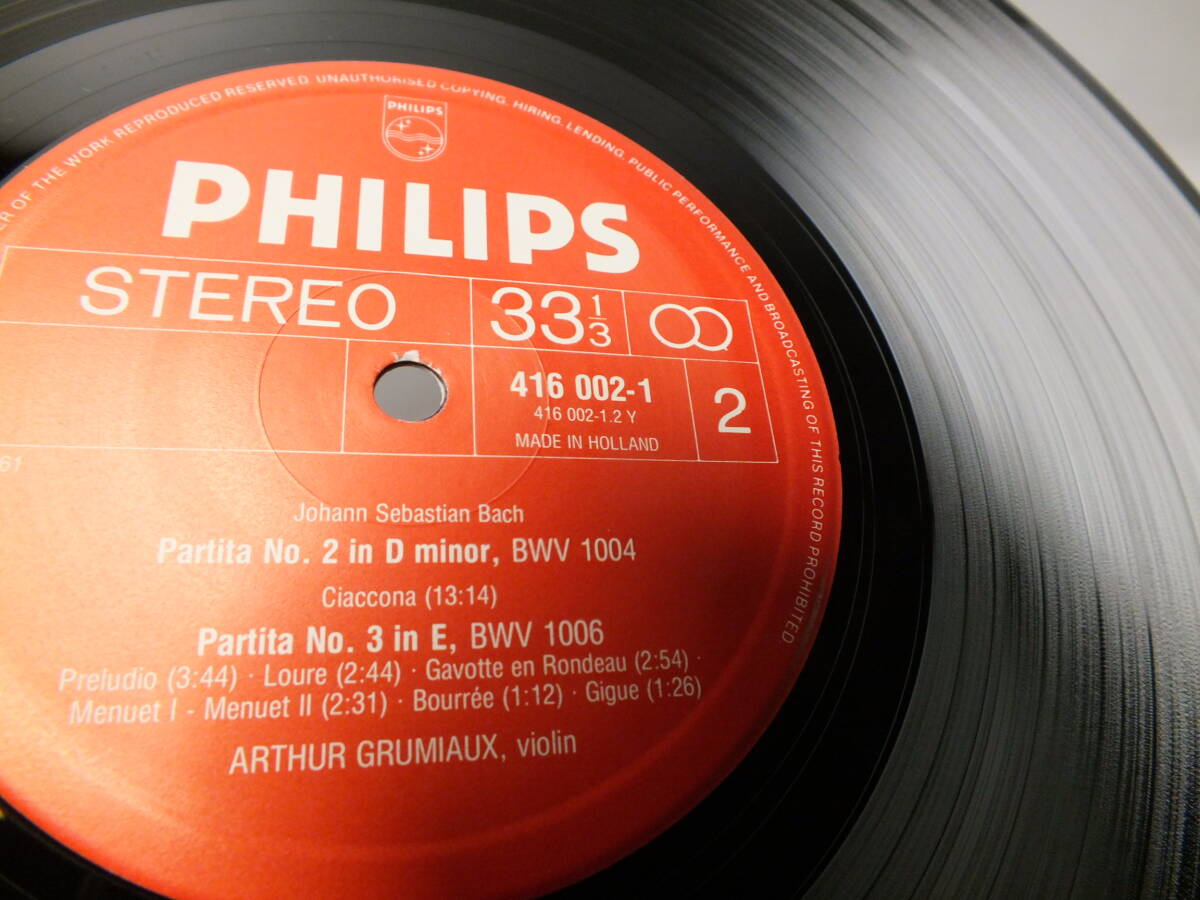 ER OF THE WORK REPRODUCED RESERVED. UNAUTHORISED COPYING, HIRING, LENDING, PUBLIC PERFORMANCE AND BROADCASTING OF THIS RECORD PROHIBITED
PHILIPS
PHILIPS
STEREO 33 1/3
416 002-1
416 002-1.2 Y
MADE IN HOLLAND
2
61
Johann Sebastian Bach
Partita No. 2 in D minor, BWV 1004
Ciaccona (13:14)
Partita No. 3 in E, BWV 1006
Preludio (3:44) · Loure (2:44) · Gavotte en Rondeau (2:54) ·
Menuet I - Menuet II (2:31) · Bourrée (1:12) · Gigue (1:26)
ARTHUR GRUMIAUX, violin